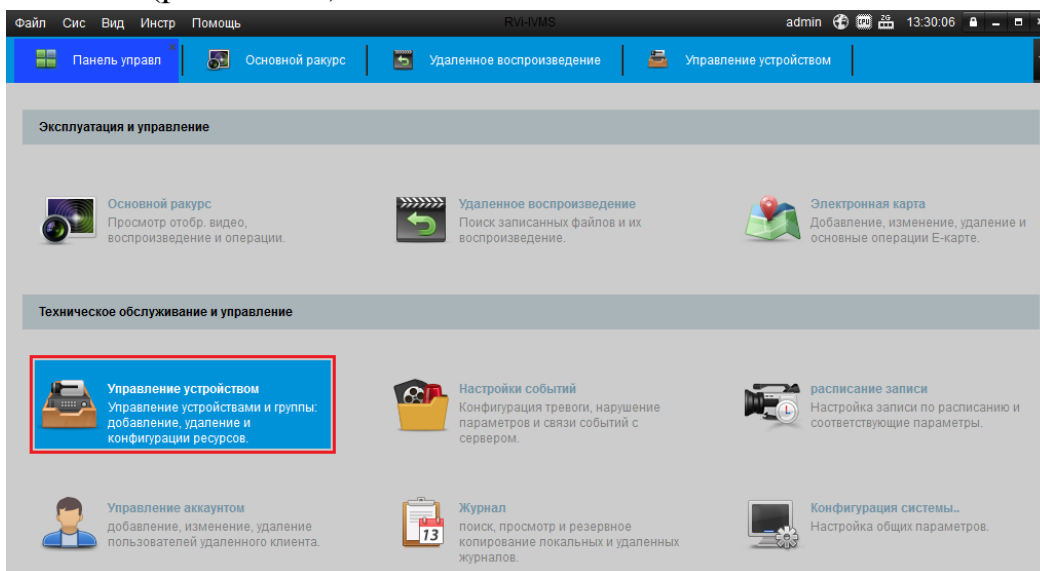 Файл Сис Вид Инстр Помощь RVi-IVMS admin 13:30:06
Панель управл Основной ракурс Удаленное воспроизведение Управление устройством
Эксплуатация и управление
Основной ракурс
Просмотр отобр. видео,
воспроизведение и операции.
Удаленное воспроизведение
Поиск записанных файлов и их
воспроизведение.
Электронная карта
Добавление, изменение, удаление и
основные операции E-карте.
Техническое обслуживание и управление
Управление устройством
Управление устройствами и группы:
добавление, удаление и
конфигурации ресурсов.
Настройки событий
Конфигурация тревоги, нарушение
параметров и связи событий с
сервером.
расписание записи
Настройка записи по расписанию и
соответствующие параметры.
Управление аккаунтом
добавление, изменение, удаление
пользователей удаленного клиента.
Журнал
поиск, просмотр и резервное
копирование локальных и удаленных
журналов.
13
Конфигурация системы..
Настройка общих параметров.